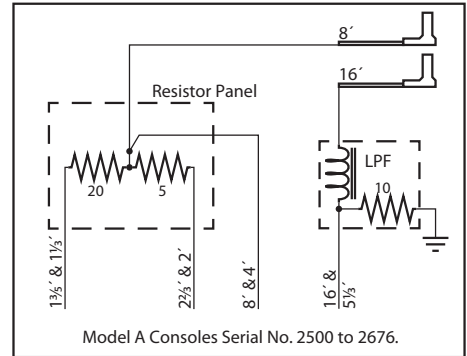 8´
16´
Resistor Panel
LPF
20
5
10
1⅗´ & 1⅓´
2⅔´ & 2´
8´ & 4´
16´ &
5⅓´
Model A Consoles Serial No. 2500 to 2676.